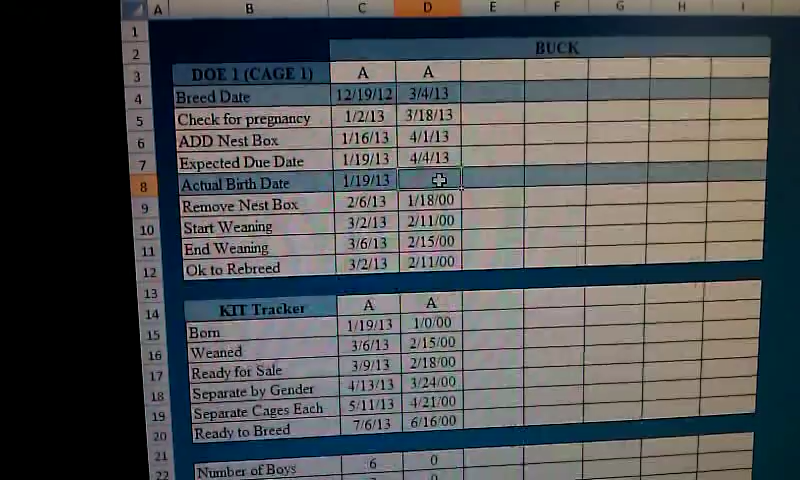 A B C D E F G H I
1
2 BUCK
3 DOE 1 (CAGE 1) A A
4 Breed Date 12/19/12 3/4/13
5 Check for pregnancy 1/2/13 3/18/13
6 ADD Nest Box 1/16/13 4/1/13
7 Expected Due Date 1/19/13 4/4/13
8 Actual Birth Date 1/19/13
9 Remove Nest Box 2/6/13 1/18/00
10 Start Weaning 3/2/13 2/11/00
11 End Weaning 3/6/13 2/15/00
12 Ok to Rebreed 3/2/13 2/11/00
13
14 KIT Tracker A A
15 Born 1/19/13 1/0/00
16 Weaned 3/6/13 2/15/00
17 Ready for Sale 3/9/13 2/18/00
18 Separate by Gender 4/13/13 3/24/00
19 Separate Cages Each 5/11/13 4/21/00
20 Ready to Breed 7/6/13 6/16/00
21
22 Number of Boys 6 0